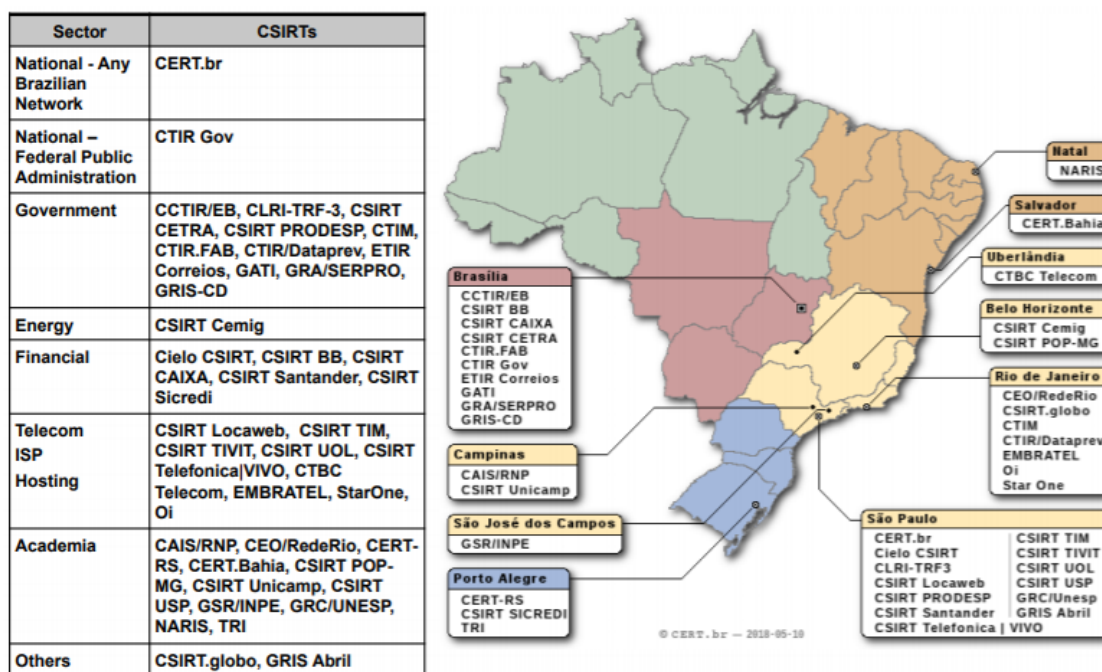 Sector CSIRTs
National - Any
Brazilian
Network
CERT.br
National –
Federal Public
Administration
CTIR Gov
Government
CCTIR/EB, CLRI-TRF-3, CSIRT
CETRA, CSIRT PRODESP, CTIM,
CTIR.FAB, CTIR/Dataprev, ETIR
Correios, GATI, GRA/SERPRO,
GRIS-CD
Energy
CSIRT Cemig
Financial
Cielo CSIRT, CSIRT BB, CSIRT
CAIXA, CSIRT Santander, CSIRT
Sicredi
Telecom
ISP
Hosting
CSIRT Locaweb, CSIRT TIM,
CSIRT TIVIT, CSIRT UOL, CSIRT
Telefonica|VIVO, CTBC
Telecom, EMBRATEL, StarOne,
Oi
Academia
CAIS/RNP, CEO/RedeRio, CERT-
RS, CERT.Bahia, CSIRT POP-
MG, CSIRT Unicamp, CSIRT
USP, GSR/INPE, GRC/UNESP,
NARIS, TRI
Others
CSIRT.globo, GRIS Abril
Natal
NARIS
Salvador
CERT.Bahia
Uberlândia
CTBC Telecom
Belo Horizonte
CSIRT Cemig
CSIRT POP-MG
Rio de Janeiro
CEO/RedeRio
CSIRT.globo
CTIM
CTIR/Dataprev
EMBRATEL
Oi
Star One
Brasília
CCTIR/EB
CSIRT BB
CSIRT CAIXA
CSIRT CETRA
CTIR.FAB
CTIR Gov
ETIR Correios
GATI
GRA/SERPRO
GRIS-CD
Campinas
CAIS/RNP
CSIRT Unicamp
São José dos Campos
GSR/INPE
Porto Alegre
CERT-RS
CSIRT SICREDI
TRI
São Paulo
CERT.br
Cielo CSIRT
CLRI-TRF3
CSIRT Locaweb
CSIRT PRODESP
CSIRT Santander
CSIRT Telefonica | VIVO
CSIRT TIM
CSIRT TIVIT
CSIRT UOL
CSIRT USP
GRC/Unesp
GRIS Abril
© CERT.br — 2018-05-10